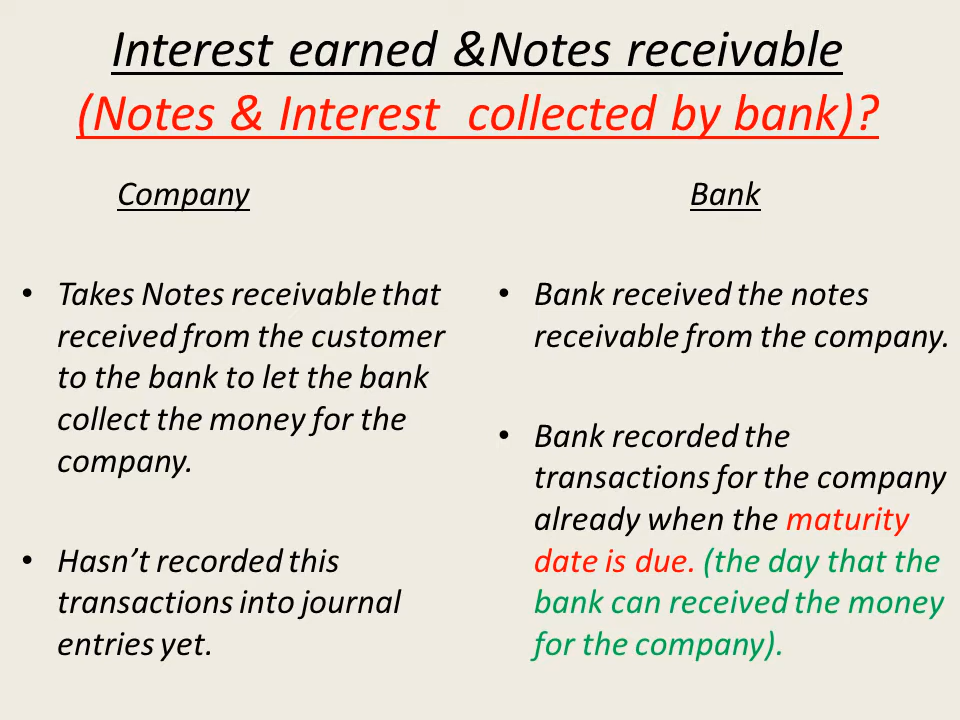 Interest earned &Notes receivable
(Notes & Interest collected by bank)?
Company
• Takes Notes receivable that
received from the customer
to the bank to let the bank
collect the money for the
company.
• Hasn’t recorded this
transactions into journal
entries yet.
Bank
• Bank received the notes
receivable from the company.
• Bank recorded the
transactions for the company
already when the maturity
date is due. (the day that the
bank can received the money
for the company).